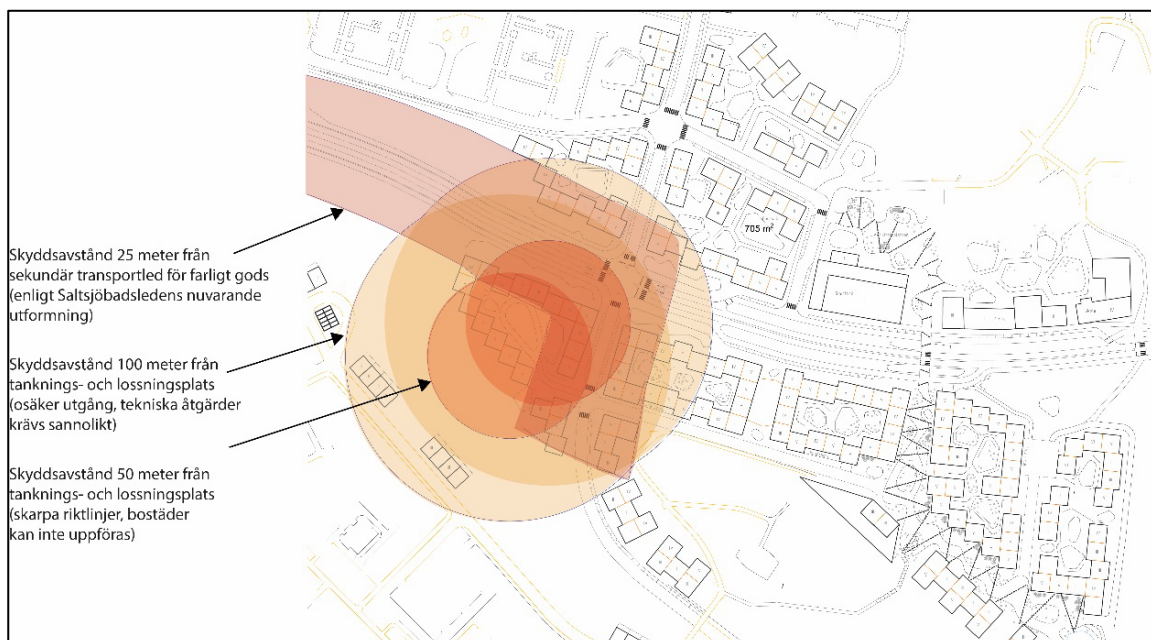 Skyddsavstånd 25 meter från
sekundär transportled för farligt gods
(enligt Saltsjöbadsledens nuvarande
utformning)
Skyddsavstånd 100 meter från
tanknings- och lossningsplats
(osäker utgång, tekniska åtgärder
krävs sannolikt)
Skyddsavstånd 50 meter från
tanknings- och lossningsplats
(skarpa riktlinjer, bostäder
kan inte uppföras)
705 m²